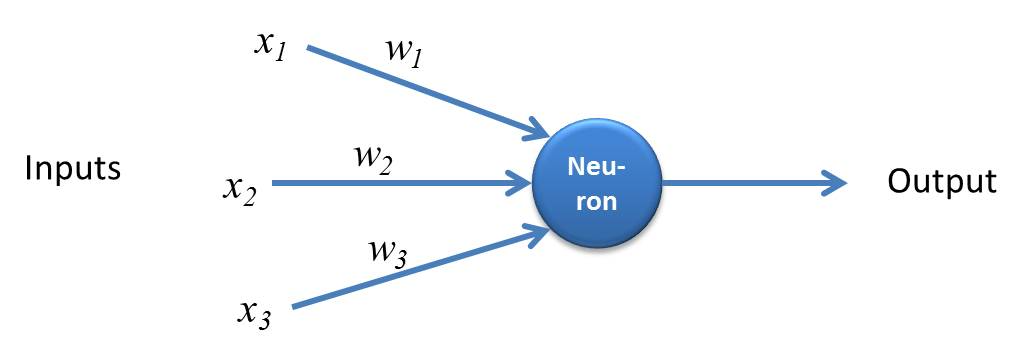 x1
w1
Inputs
x2
w2
Neu-
ron
Output
w3
x3